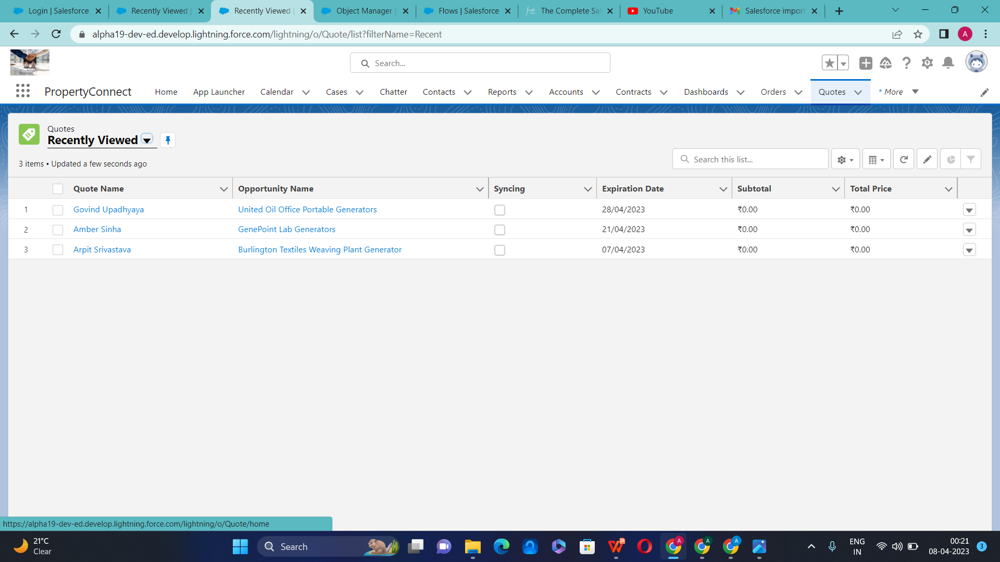 Login | Salesforce
Recently Viewed |
Recently Viewed |
Object Manager |
Flows | Salesforce
The Complete Sal
YouTube
Salesforce import
alpha19-dev-ed.develop.lightning.force.com/lightning/o/Quote/list?filterName=Recent
A
Search...
PropertyConnect
Home
App Launcher
Calendar
Cases
Chatter
Contacts
Reports
Accounts
Contracts
Dashboards
Orders
Quotes
* More
Quotes
Recently Viewed
3 items • Updated a few seconds ago
Search this list...
Quote Name
Opportunity Name
Syncing
Expiration Date
Subtotal
Total Price
1 Govind Upadhyaya United Oil Office Portable Generators 28/04/2023 ₹0.00 ₹0.00
2 Amber Sinha GenePoint Lab Generators 21/04/2023 ₹0.00 ₹0.00
3 Arpit Srivastava Burlington Textiles Weaving Plant Generator 07/04/2023 ₹0.00 ₹0.00
https://alpha19-dev-ed.develop.lightning.force.com/lightning/o/Quote/home
21°C
Clear
Search
A
A
A
ENG
IN
00:21
08-04-2023
3